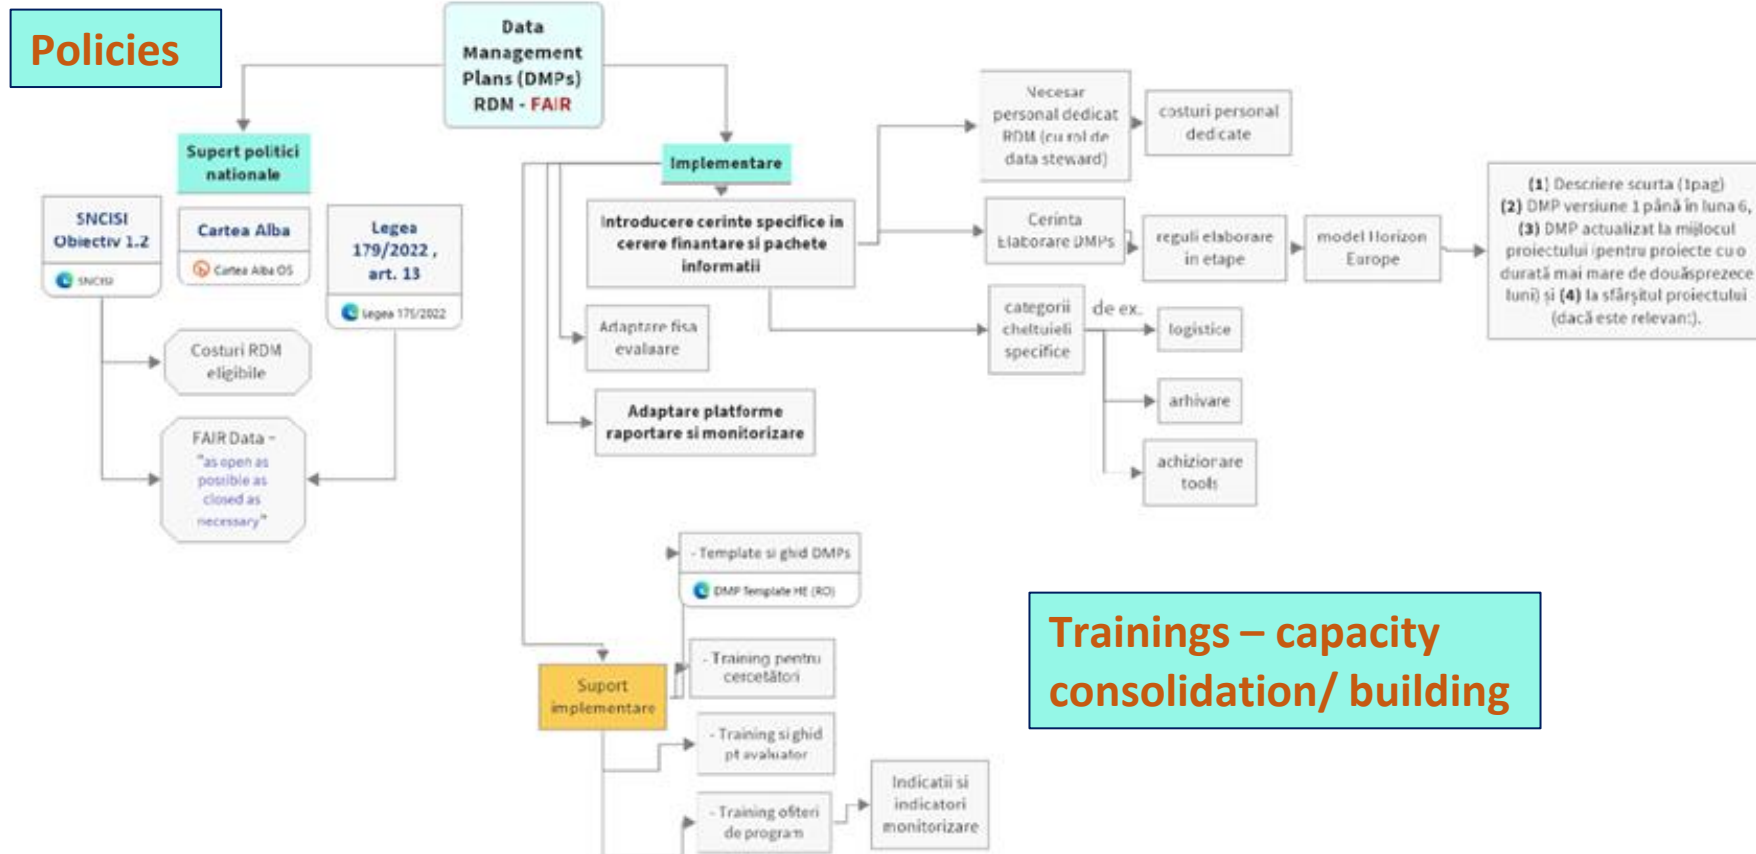 Policies
Data
Management
Plans (DMPs)
RDM - FAIR
Suport politici
nationale
SNCISI
Obiectiv 1.2
SNCISI
Cartea Alba
Cartea Alba OS
Legea
179/2022 ,
art. 13
Legea 175/2022
Costuri RDM
eligibile
FAIR Data -
"as open as
possible as
closed as
necessary"
Implementare
Introducere cerinte specifice in
cerere finantare si pachete
informatii
Adaptare fisa
evaluare
Adaptare platforme
raportare si monitorizare
Necesar
personal dedicat
RDM (cu rol de
data steward)
costuri personal
dedicate
Cerinta
Elaborare DMPs
reguli elaborare
in etape
model Horizon
Europe
(1) Descriere scurta (1pag)
(2) DMP versiune 1 până în luna 6,
(3) DMP actualizat la mijlocul
proiectului (pentru proiecte cu o
durată mai mare de douăsprezece
luni) și (4) la sfârșitul proiectului
(dacă este relevant).
categorii
cheltuieli
specifice
de ex.
logistice
arhivare
achizionare
tools
- Template si ghid DMPs
DMP Template HE (RO)
Suport
implementare
- Training pentru
cercetători
- Training si ghid
pt evaluator
- Training ofiteri
de program
Indicatii si
indicatori
monitorizare
Trainings – capacity
consolidation/ building